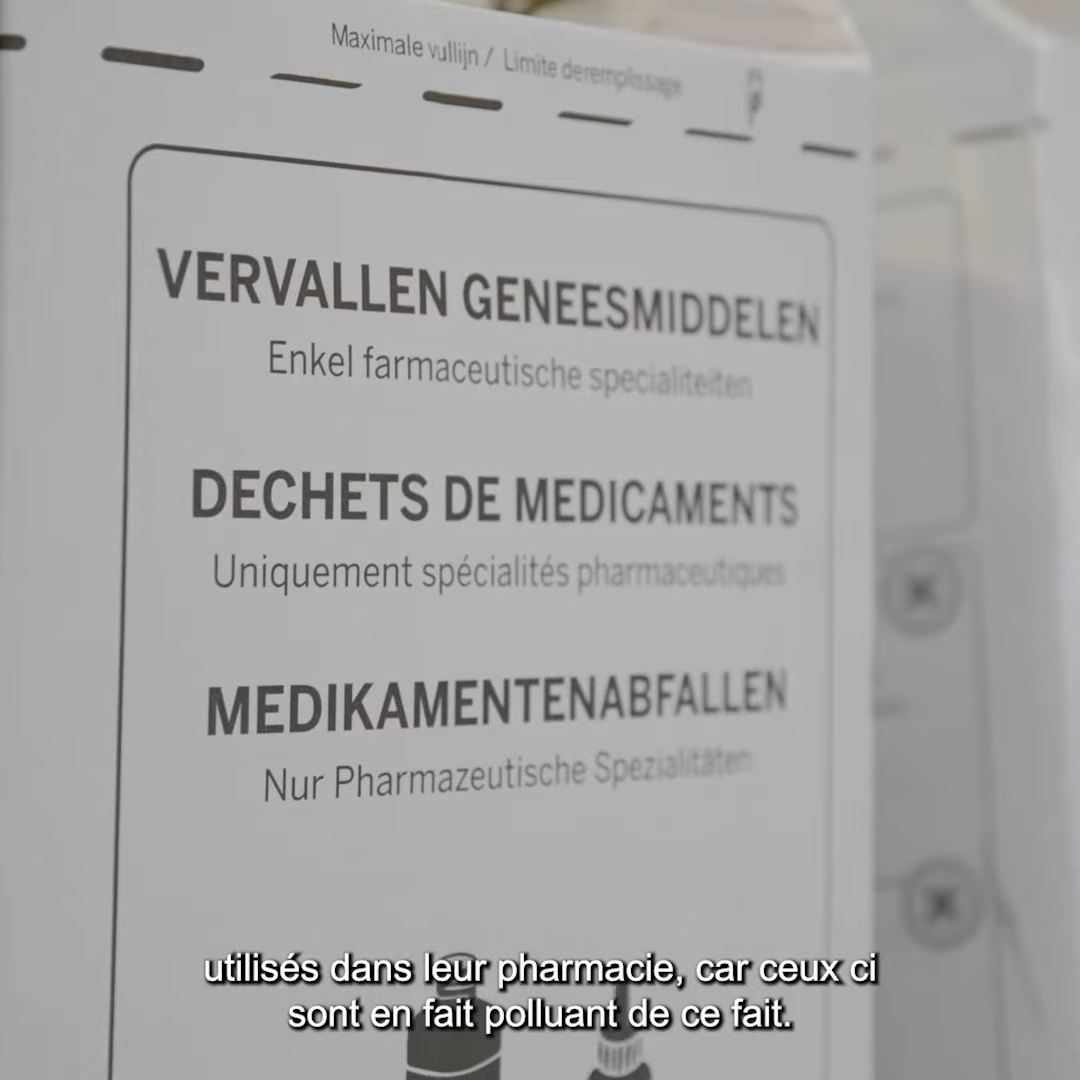 Maximale vullijn / Limite deremplissage
VERVALLEN GENEESMIDDELEN
Enkel farmaceutische specialiteiten
DECHETS DE MEDICAMENTS
Uniquement spécialités pharmaceutiques
MEDIKAMENTENABFALLEN
Nur Pharmazeutische Spezialitäten
utilisés dans leur pharmacie, car ceux ci
sont en fait polluant de ce fait.